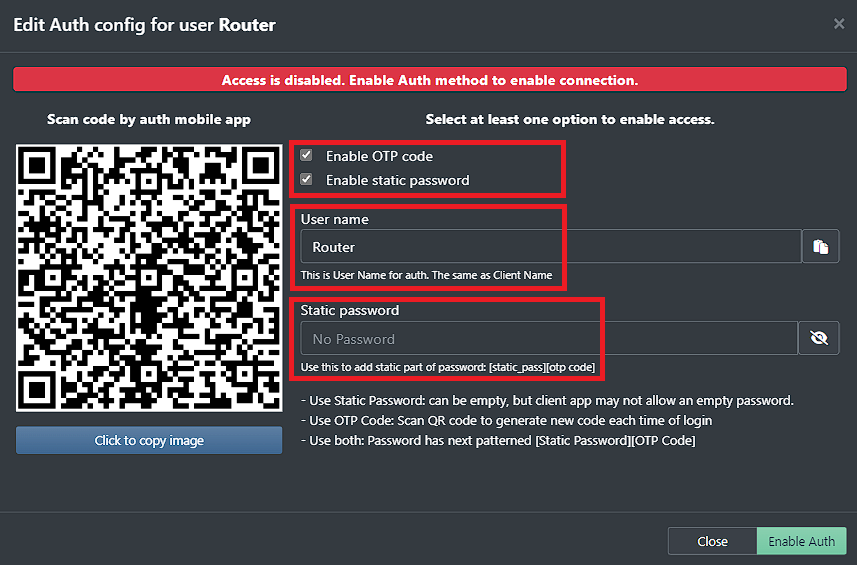 Edit Auth config for user Router
×
Access is disabled. Enable Auth method to enable connection.
Scan code by auth mobile app
Select at least one option to enable access.
Enable OTP code
Enable static password
User name
Router
This is User Name for auth. The same as Client Name
Static password
No Password
Use this to add static part of password: [static_pass][otp code]
- Use Static Password: can be empty, but client app may not allow an empty password.
- Use OTP Code: Scan QR code to generate new code each time of login
- Use both: Password has next patterned [Static Password][OTP Code]
Click to copy image
Close
Enable Auth